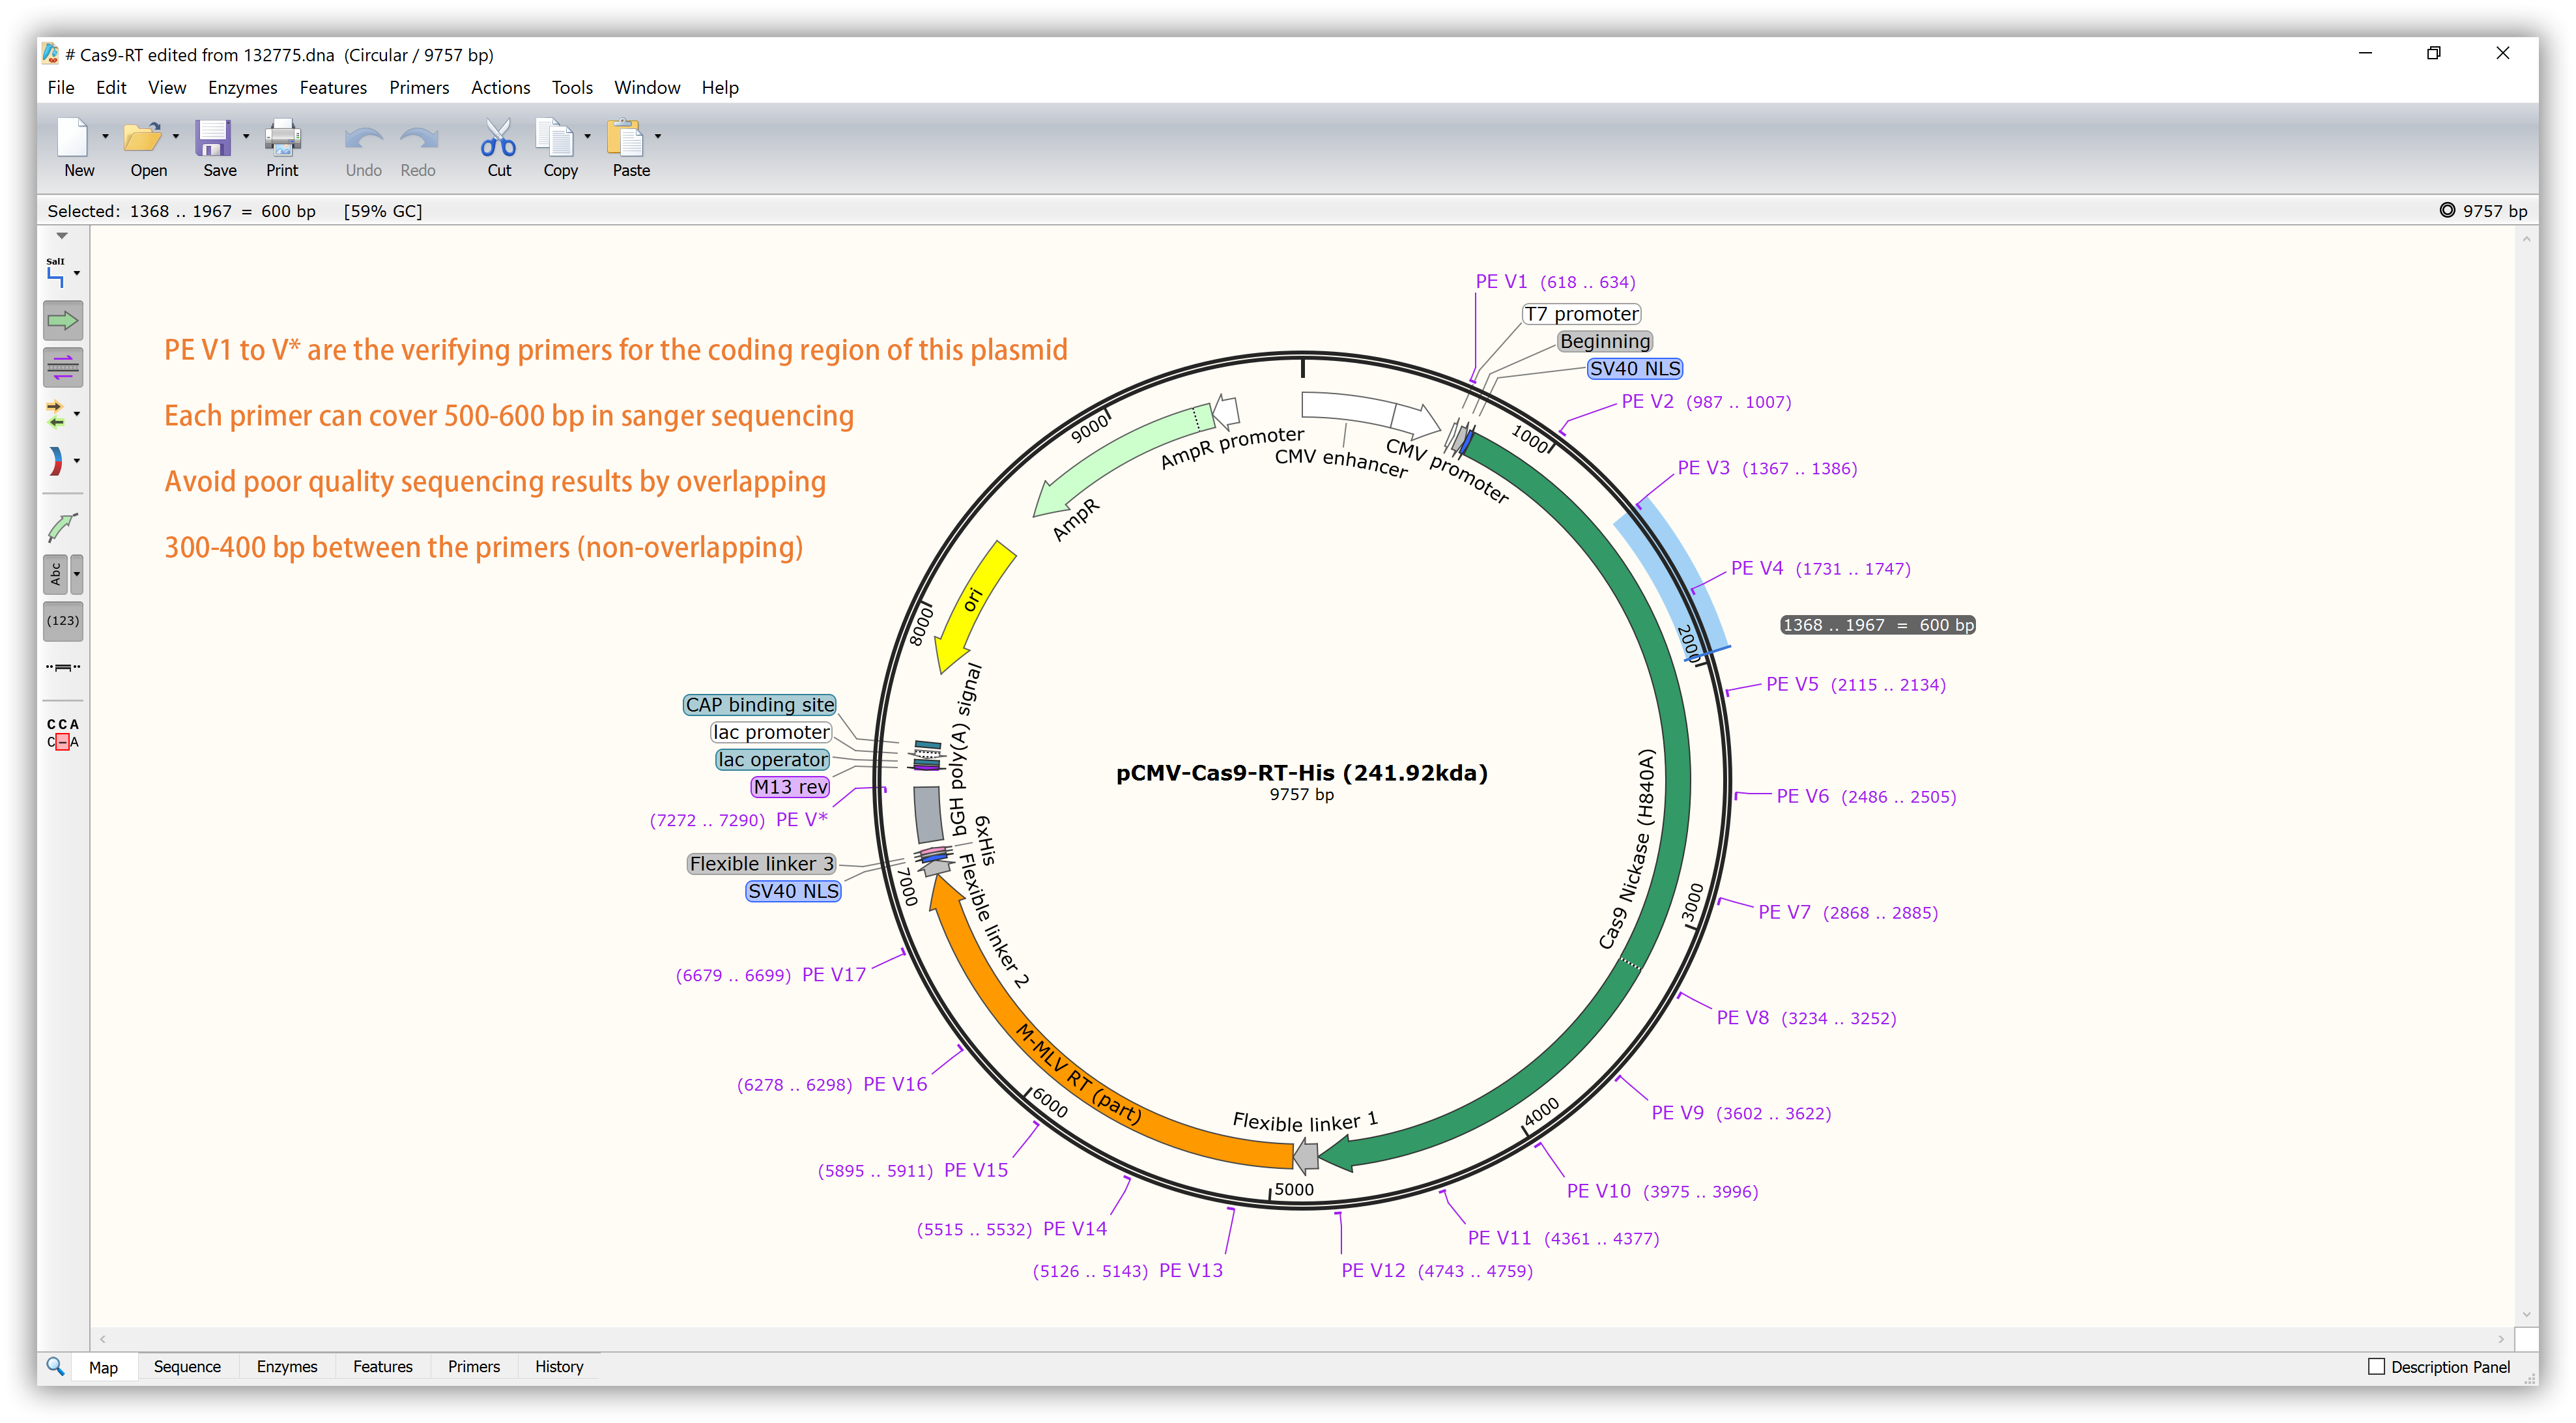 # Cas9-RT edited from 132775.dna  (Circular / 9757 bp)
File Edit View Enzymes Features Primers Actions Tools Window Help
New Open Save Print Undo Redo Cut Copy Paste
Selected: 1368 .. 1967 = 600 bp [59% GC]
9757 bp
SalI
Abc
(123)
CCA
C–A
PE V1 to V* are the verifying primers for the coding region of this plasmid
Each primer can cover 500-600 bp in sanger sequencing
Avoid poor quality sequencing results by overlapping
300-400 bp between the primers (non-overlapping)
PE V1 (618 .. 634)
T7 promoter
Beginning
SV40 NLS
PE V2 (987 .. 1007)
PE V3 (1367 .. 1386)
PE V4 (1731 .. 1747)
1368 .. 1967 = 600 bp
PE V5 (2115 .. 2134)
PE V6 (2486 .. 2505)
PE V7 (2868 .. 2885)
PE V8 (3234 .. 3252)
PE V9 (3602 .. 3622)
PE V10 (3975 .. 3996)
PE V11 (4361 .. 4377)
PE V12 (4743 .. 4759)
(5126 .. 5143) PE V13
(5515 .. 5532) PE V14
(5895 .. 5911) PE V15
(6278 .. 6298) PE V16
(6679 .. 6699) PE V17
SV40 NLS
Flexible linker 3
(7272 .. 7290) PE V*
M13 rev
lac operator
lac promoter
CAP binding site
1000
2000
3000
4000
5000
6000
7000
8000
9000
CMV enhancer
CMV promoter
Cas9 Nickase (H840A)
Flexible linker 1
M-MLV RT (part)
Flexible linker 2
6xHis
bGH poly(A) signal
ori
AmpR
AmpR promoter
pCMV-Cas9-RT-His (241.92kda)
9757 bp
Map Sequence Enzymes Features Primers History
Description Panel